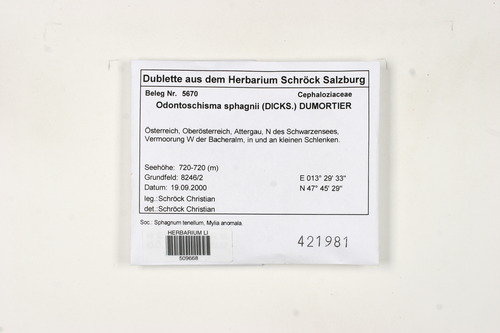 Dublette aus dem Herbarium Schröck Salzburg
Beleg Nr. 5670 Cephaloziaceae
Odontoschisma sphagnii (DICKS.) DUMORTIER
Österreich, Oberösterreich, Attergau, N des Schwarzensees,
Vermoorung W der Bacheralm, in und an kleinen Schlenken.
Seehöhe: 720-720 (m)
Grundfeld: 8246/2 E 013° 29' 33"
Datum: 19.09.2000 N 47° 45' 29"
leg.:Schröck Christian
det.:Schröck Christian
Soc.: Sphagnum tenellum, Mylia anomala.
HERBARIUM LI
509668
421981